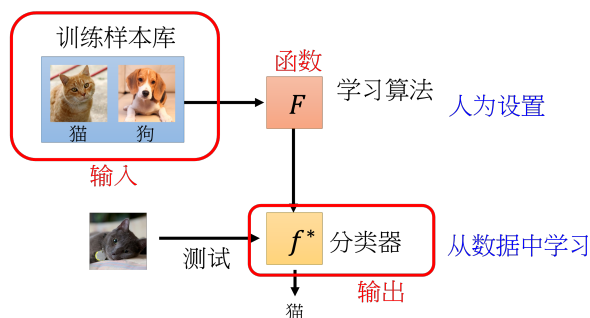 训练样本库
猫
狗
输入
函数
F
学习算法
人为设置
测试
f*
分类器
从数据中学习
输出
猫